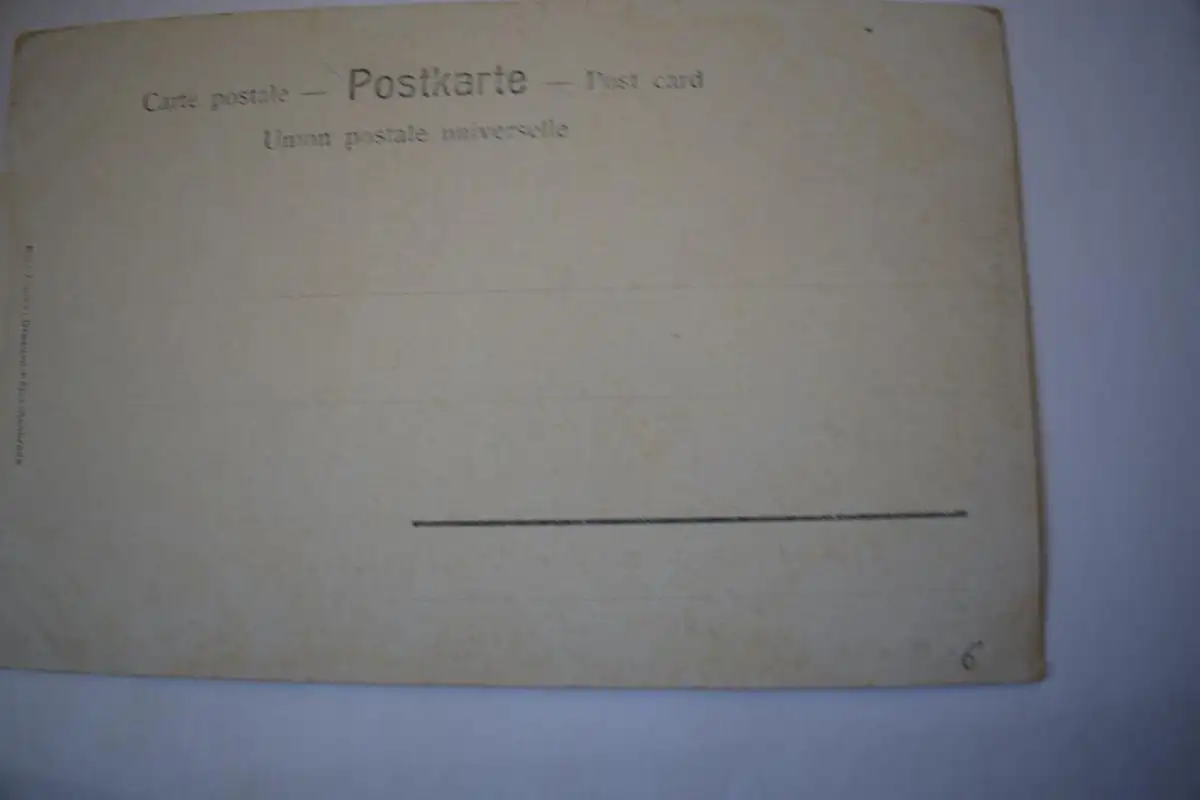 Carte postale — Postkarte — Post card
Union postale universelle
6